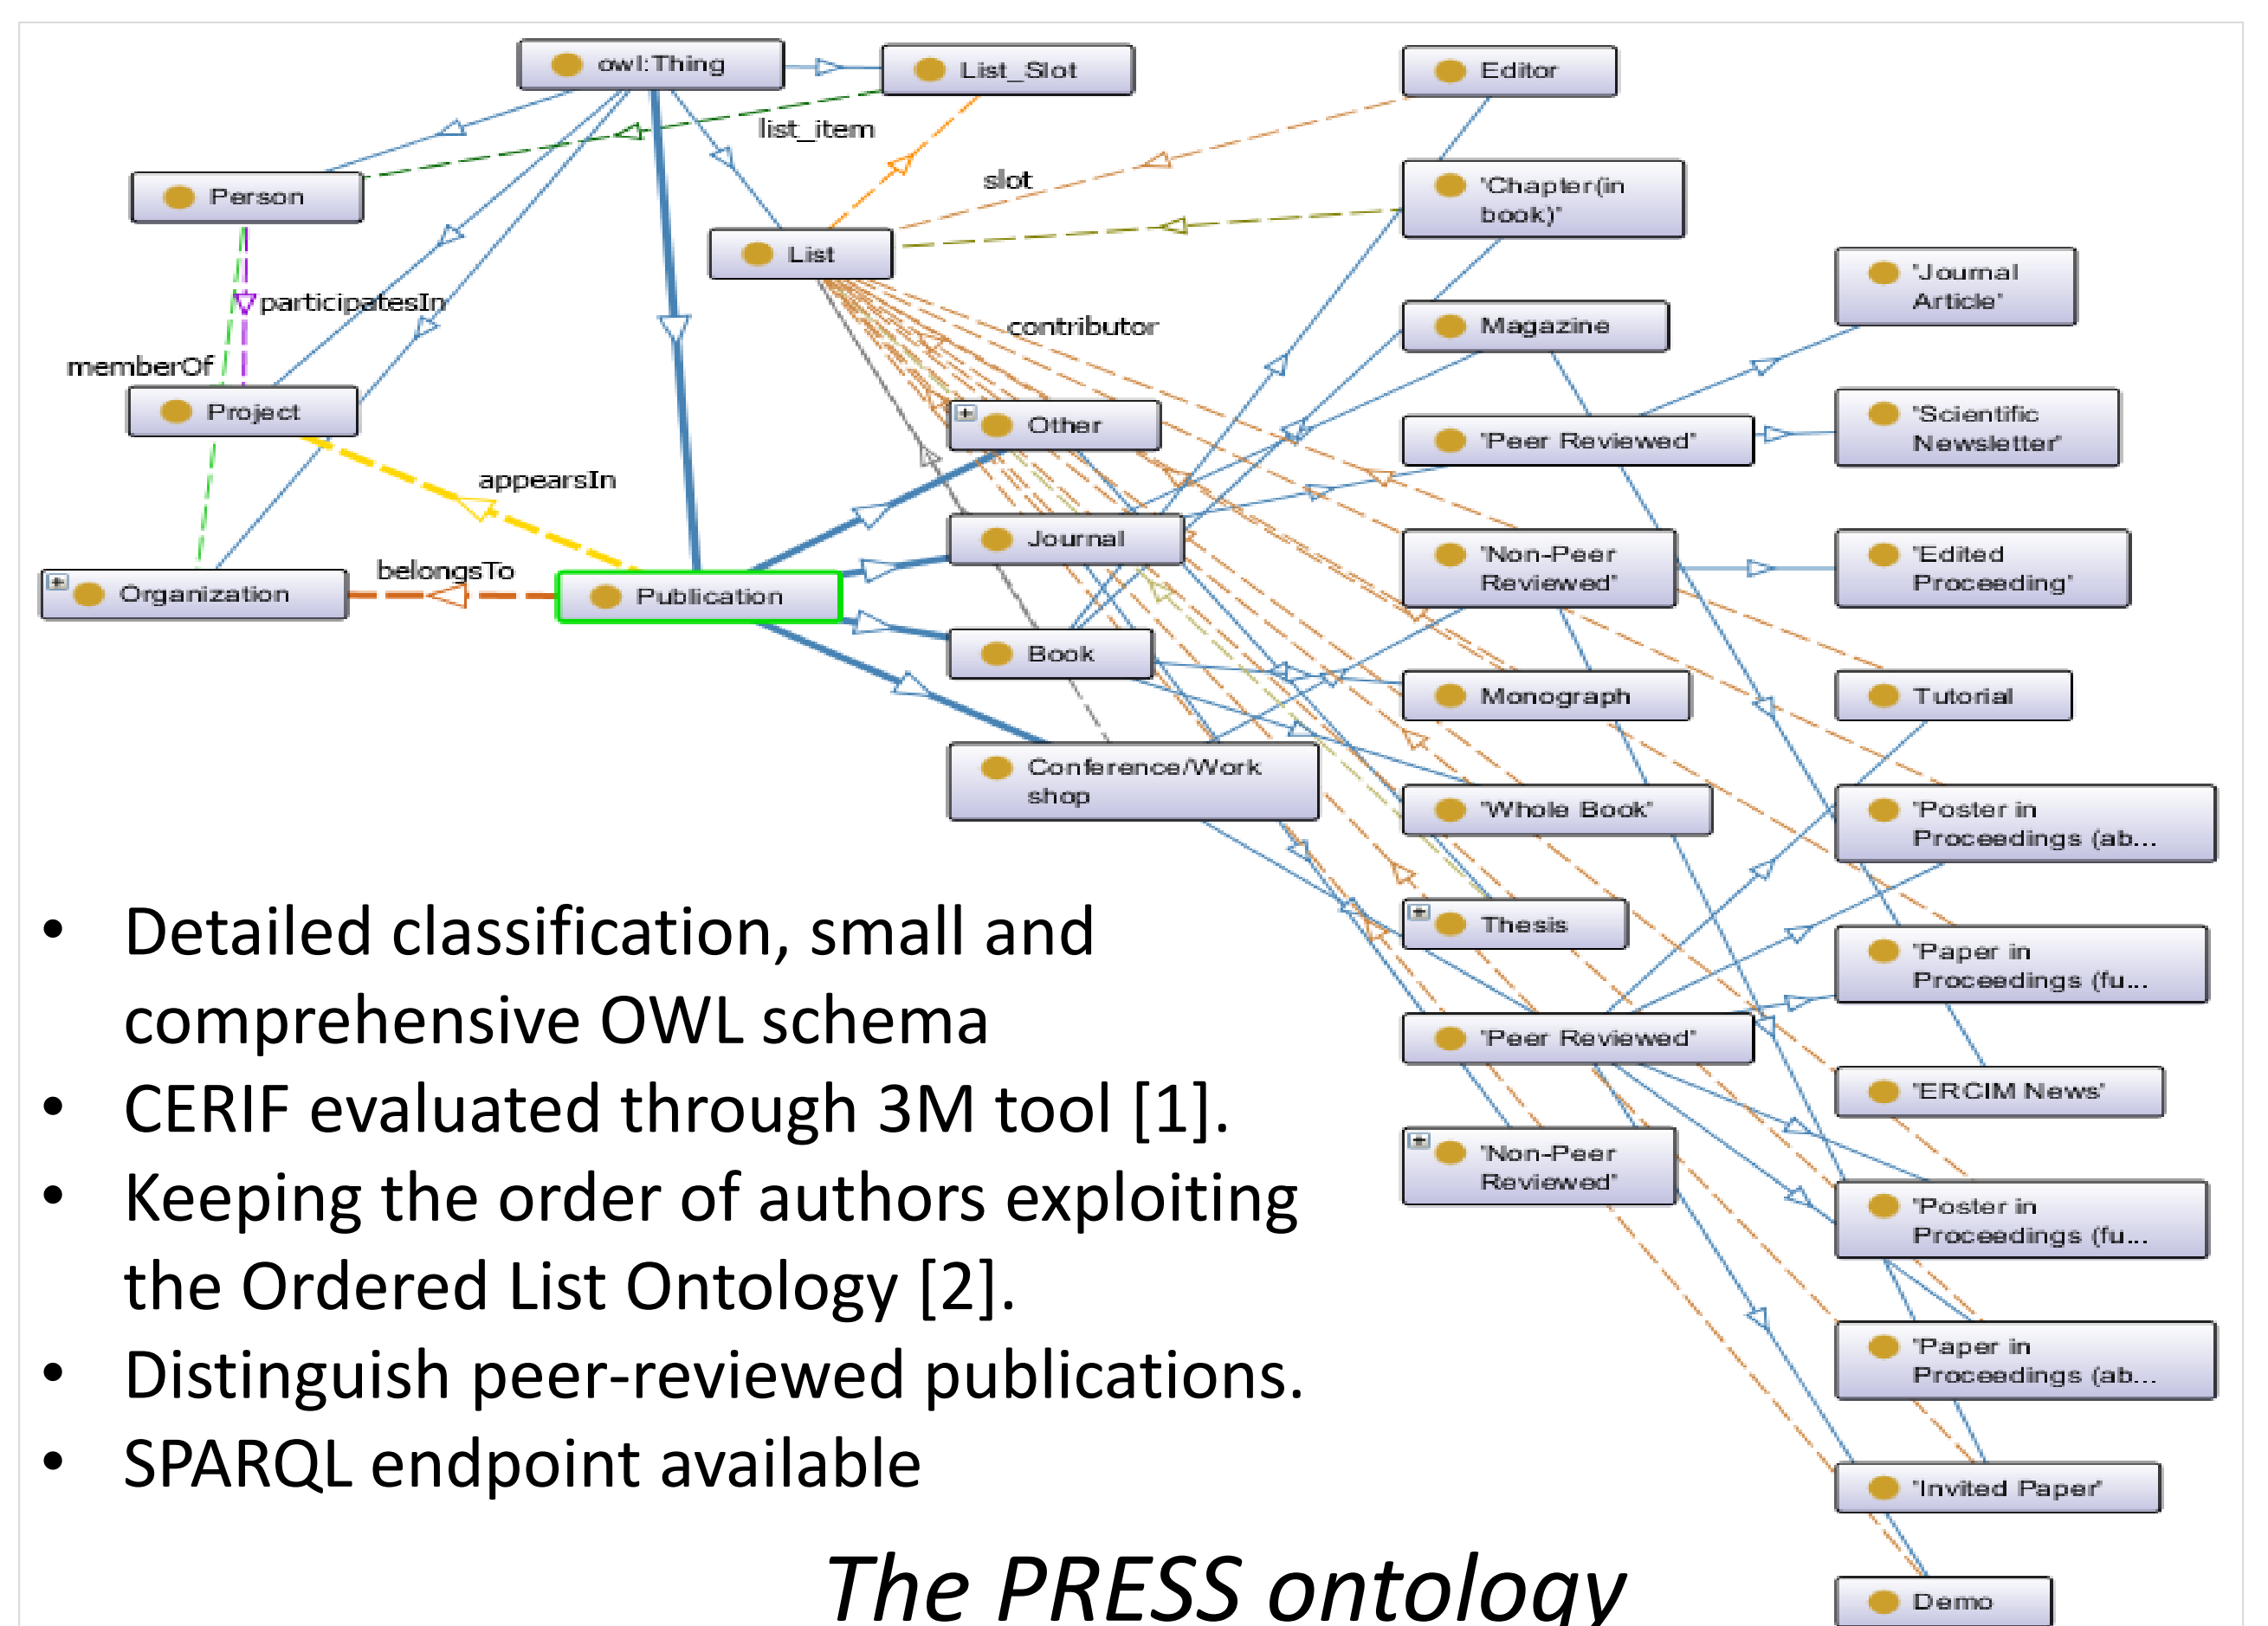 owl:Thing
List_Slot
Editor
list_item
Person
slot
'Chapter(in
book)'
List
'Journal
Article'
participatesIn
contributor
Magazine
memberOf
Project
Other
'Scientific
Newsletter'
'Peer Reviewed'
appearsIn
Journal
'Non-Peer
Reviewed'
'Edited
Proceeding'
belongsTo
Organization
Publication
Book
Monograph
Tutorial
Conference/Work
shop
'Whole Book'
'Poster in
Proceedings (ab...
Thesis
'Paper in
Proceedings (fu...
'Peer Reviewed'
'ERCIM News'
'Non-Peer
Reviewed'
'Poster in
Proceedings (fu...
'Paper in
Proceedings (ab...
'Invited Paper'
Demo
• Detailed classification, small and
comprehensive OWL schema
• CERIF evaluated through 3M tool [1].
• Keeping the order of authors exploiting
the Ordered List Ontology [2].
• Distinguish peer-reviewed publications.
• SPARQL endpoint available
The PRESS ontology